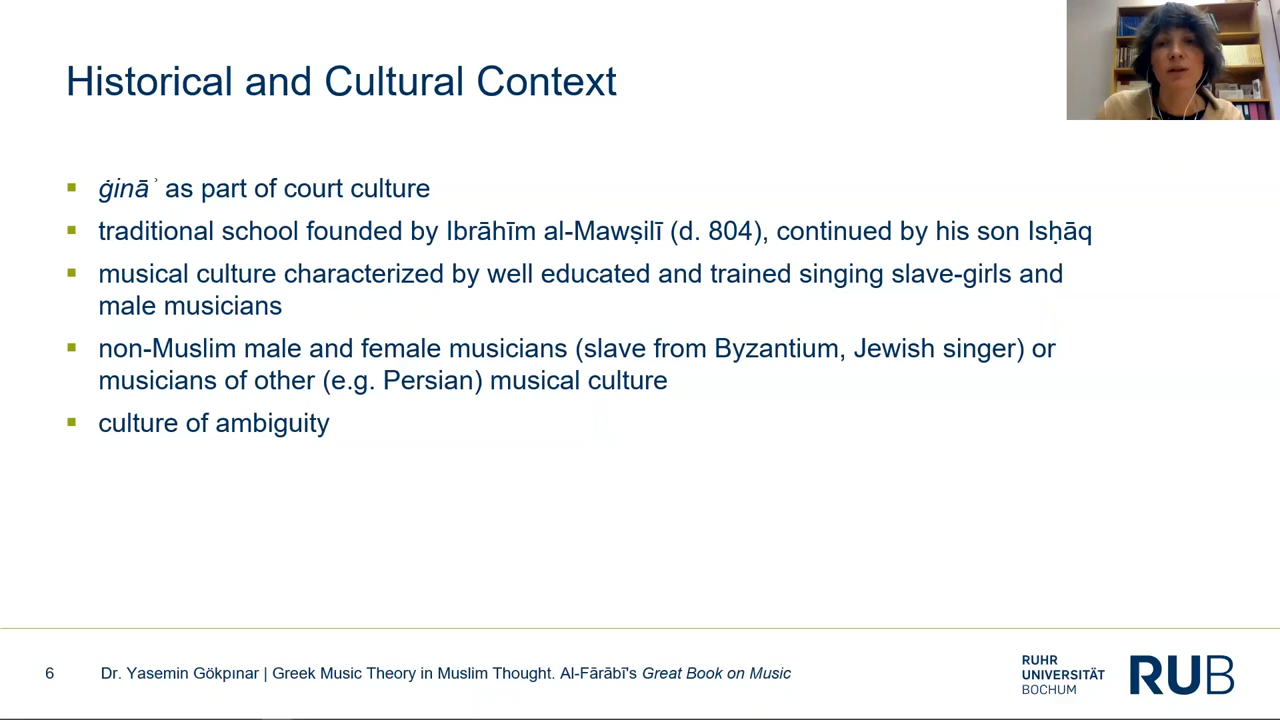 Historical and Cultural Context
▪ ġināʾ as part of court culture
▪ traditional school founded by Ibrāhīm al-Mawṣilī (d. 804), continued by his son Isḥāq
▪ musical culture characterized by well educated and trained singing slave-girls and
male musicians
▪ non-Muslim male and female musicians (slave from Byzantium, Jewish singer) or
musicians of other (e.g. Persian) musical culture
▪ culture of ambiguity
6 Dr. Yasemin Gökpınar | Greek Music Theory in Muslim Thought. Al-Fārābī's Great Book on Music
RUHR
UNIVERSITÄT
BOCHUM
RUB